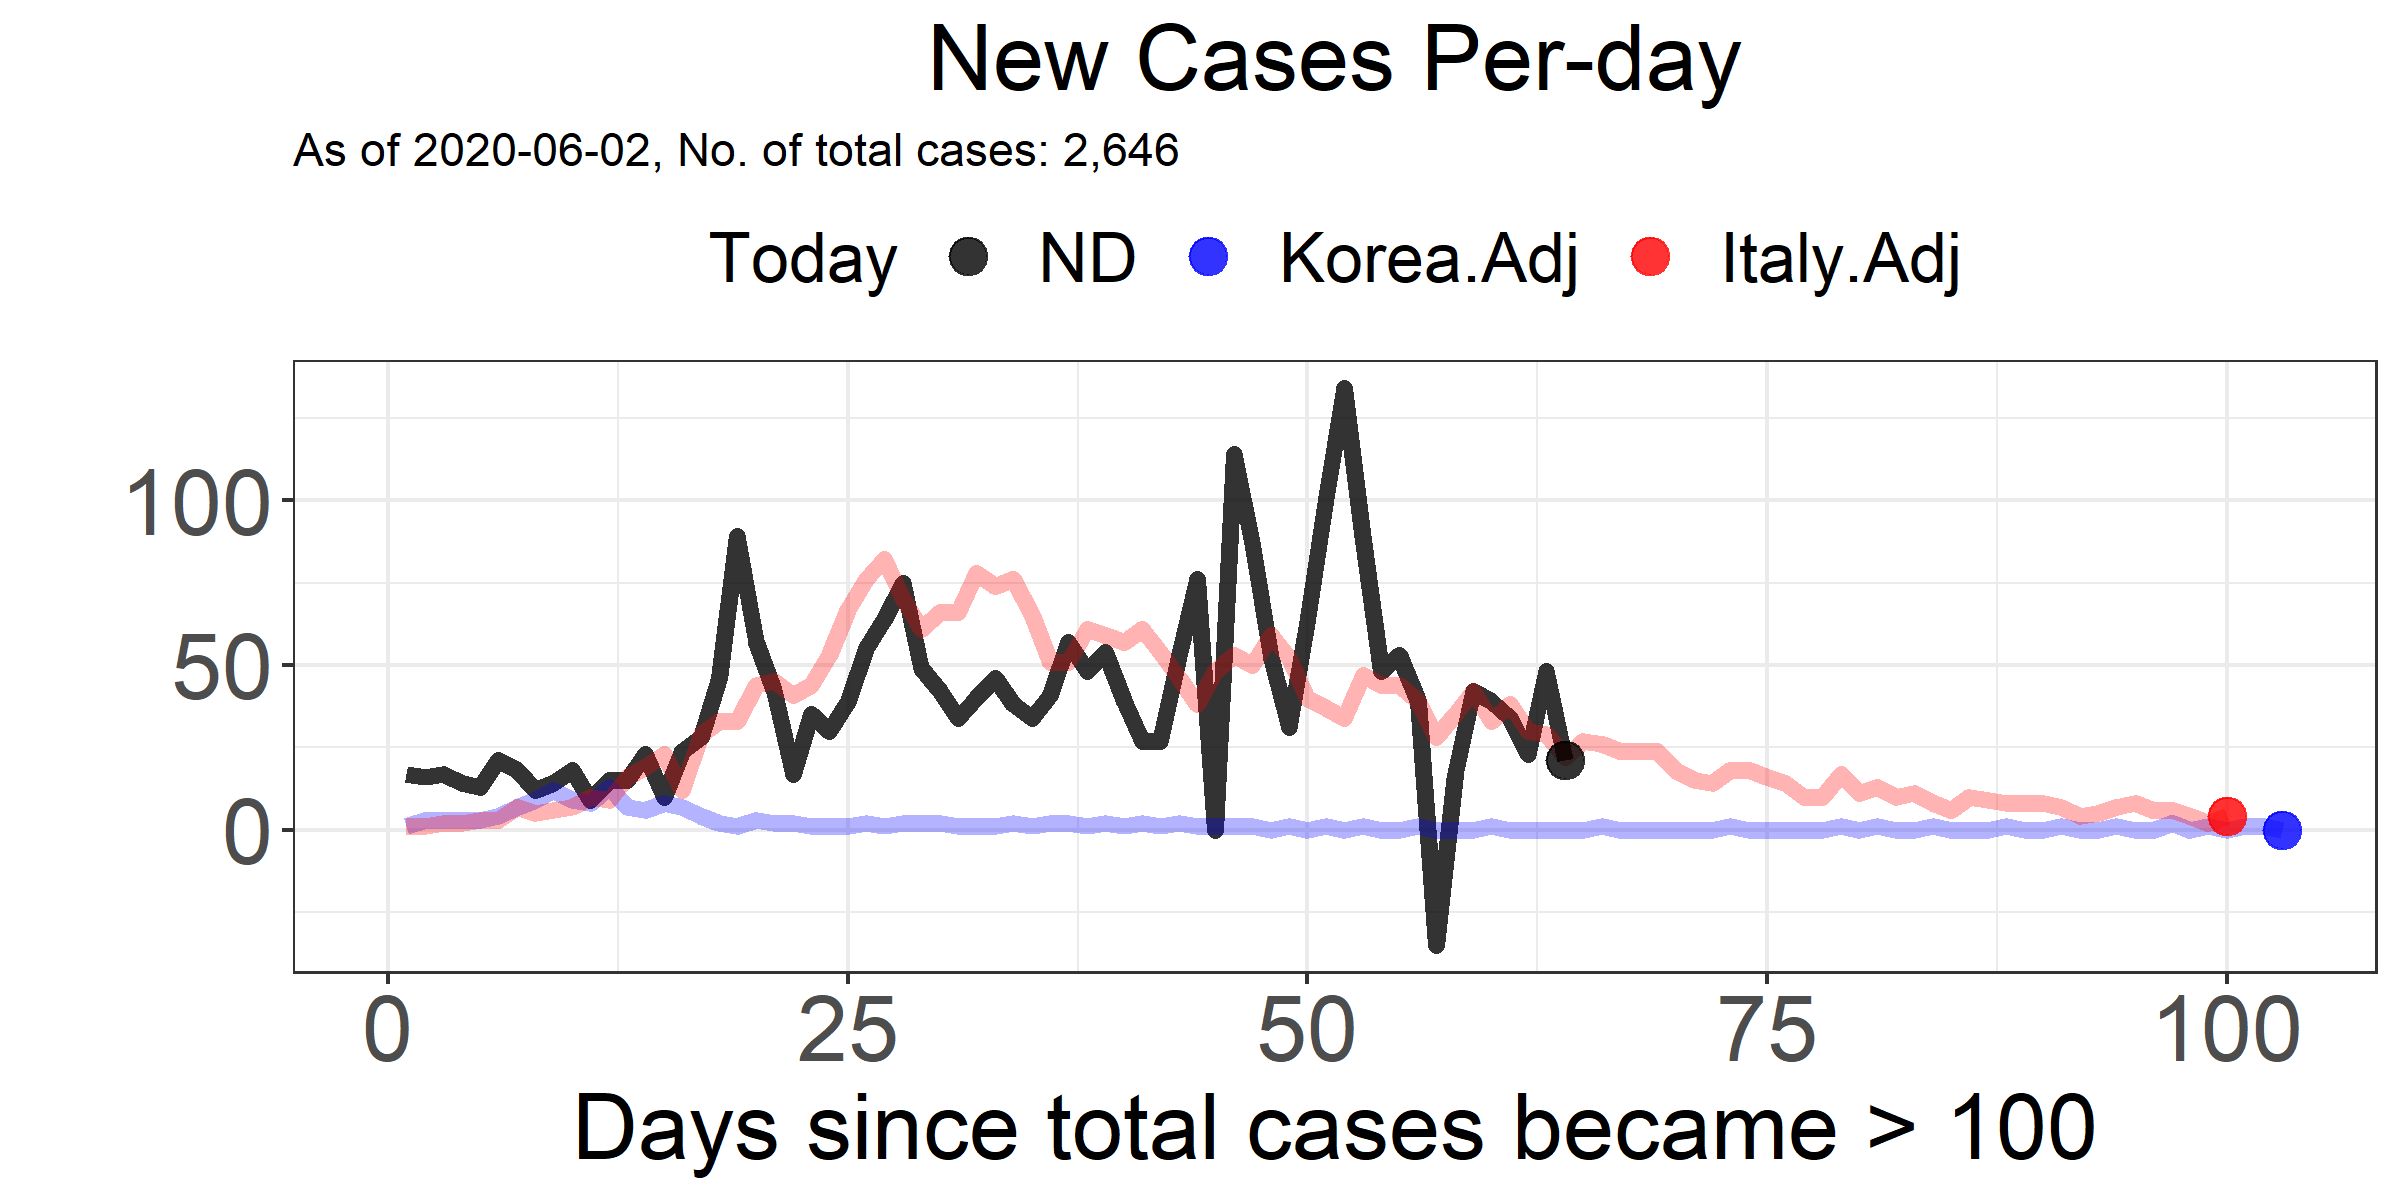 New Cases Per-day
As of 2020-06-02, No. of total cases: 2,646
Today ND Korea.Adj Italy.Adj
100
50
0
0 25 50 75 100
Days since total cases became > 100